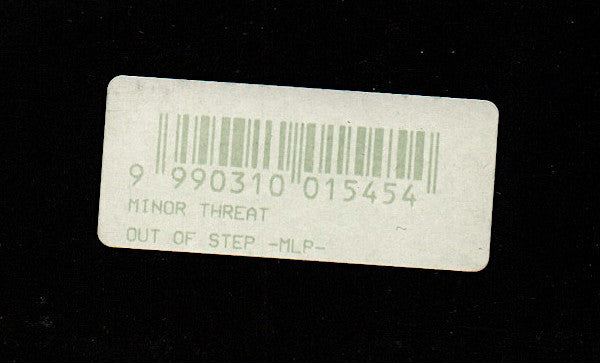 9 990310 015454
MINOR THREAT
OUT OF STEP -MLP-